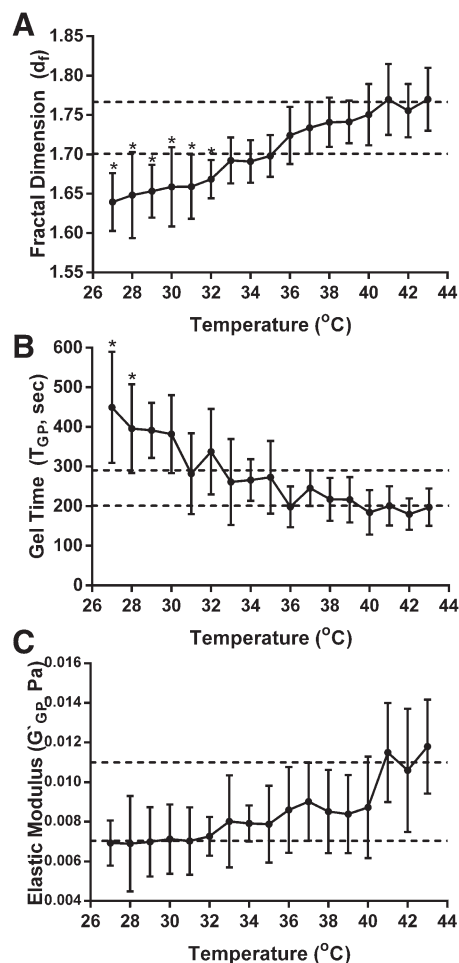 A
Fractal Dimension (df)
1.85
1.80
1.75
1.70
1.65
1.60
1.55
* * * * * *
26 28 30 32 34 36 38 40 42 44
Temperature (°C)
B
Gel Time (TGP, sec)
600
500
400
300
200
100
0
* *
26 28 30 32 34 36 38 40 42 44
Temperature (°C)
C
Elastic Modulus (G`GP, Pa)
0.016
0.014
0.012
0.010
0.008
0.006
0.004
26 28 30 32 34 36 38 40 42 44
Temperature (°C)